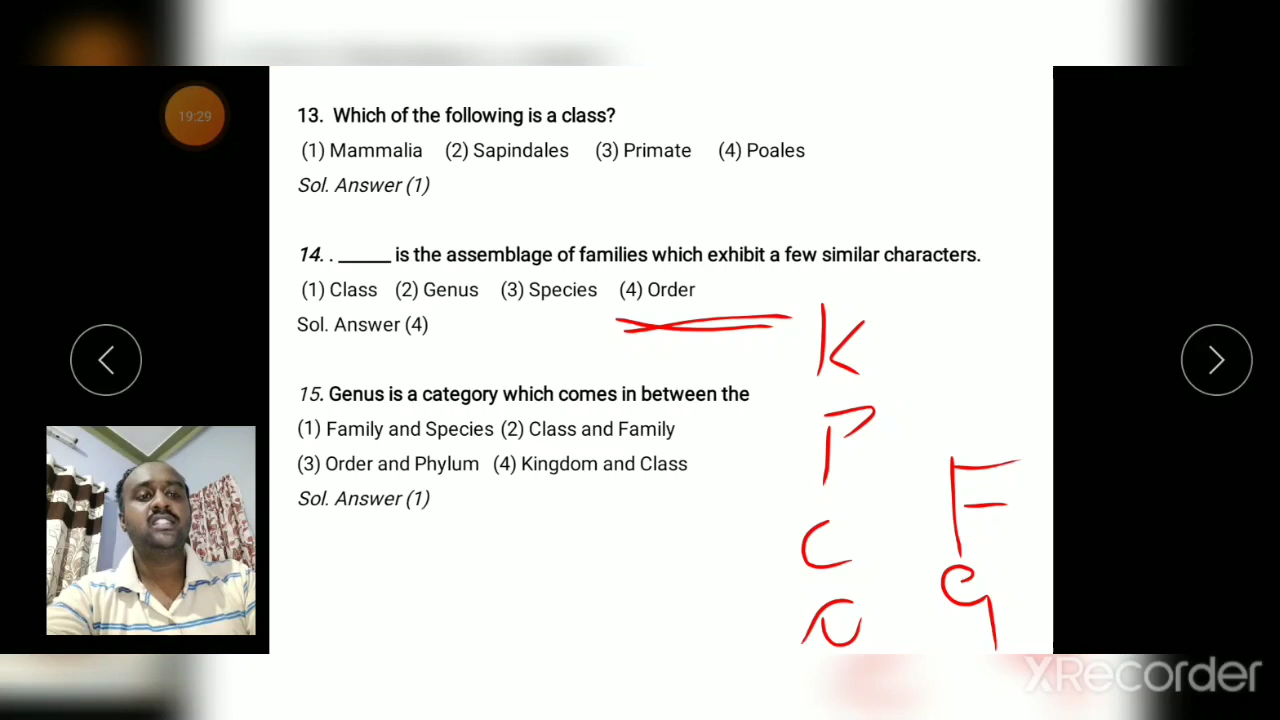 19:29
13. Which of the following is a class?
(1) Mammalia (2) Sapindales (3) Primate (4) Poales
Sol. Answer (1)
14. . _____ is the assemblage of families which exhibit a few similar characters.
(1) Class (2) Genus (3) Species (4) Order
Sol. Answer (4)
15. Genus is a category which comes in between the
(1) Family and Species (2) Class and Family
(3) Order and Phylum (4) Kingdom and Class
Sol. Answer (1)
K
P
C
O
F
G
XRecorder